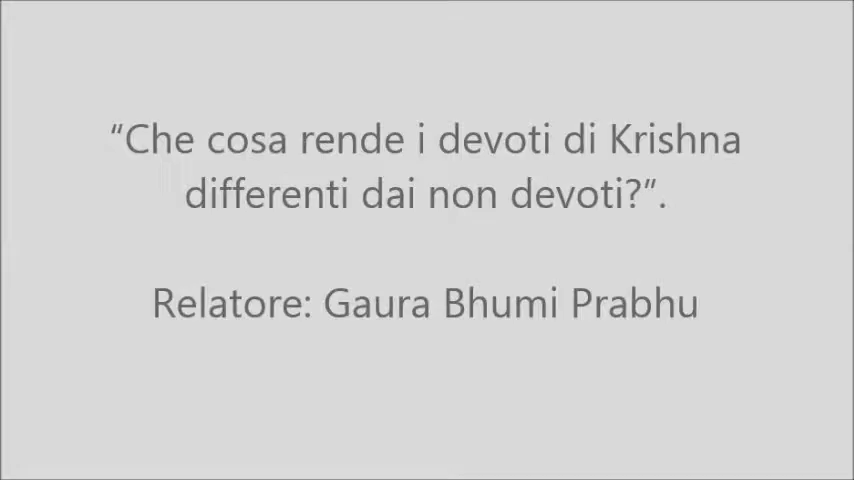 “Che cosa rende i devoti di Krishna
differenti dai non devoti?”.
Relatore: Gaura Bhumi Prabhu